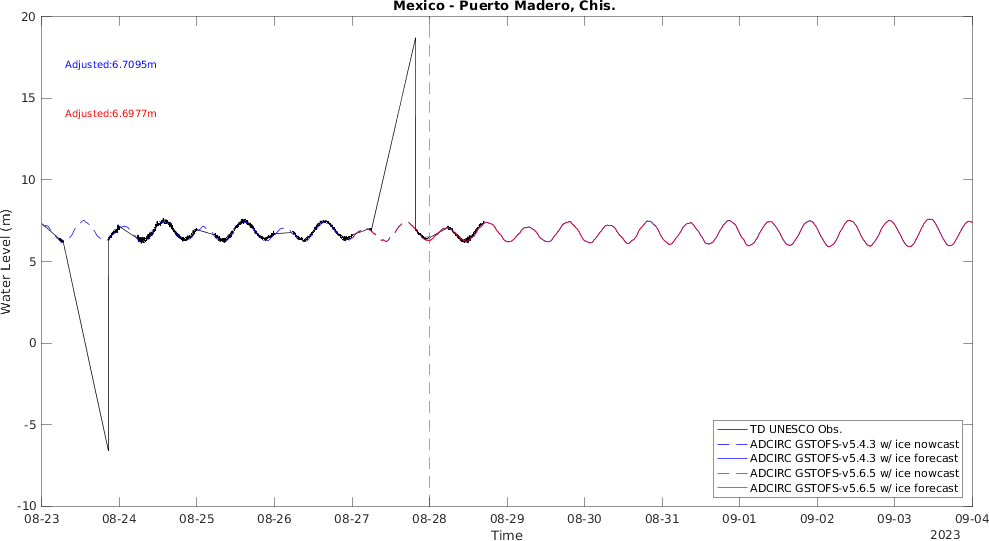 Mexico - Puerto Madero, Chis.
20
15
10
5
0
-5
-10
Water Level (m)
Adjusted:6.7095m
Adjusted:6.6977m
TD UNESCO Obs.
ADCIRC GSTOFS-v5.4.3 w/ ice nowcast
ADCIRC GSTOFS-v5.4.3 w/ ice forecast
ADCIRC GSTOFS-v5.6.5 w/ ice nowcast
ADCIRC GSTOFS-v5.6.5 w/ ice forecast
08-23 08-24 08-25 08-26 08-27 08-28 08-29 08-30 08-31 09-01 09-02 09-03 09-04
Time
2023